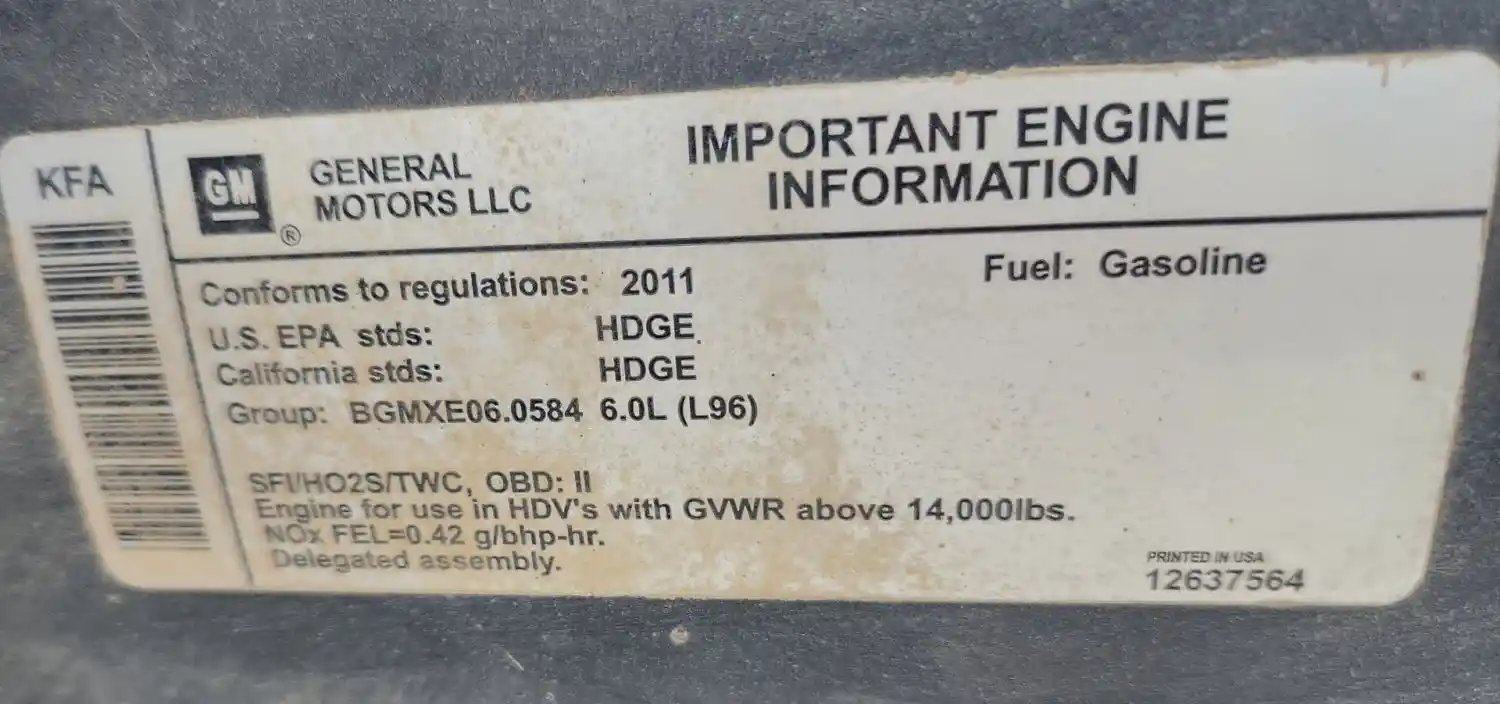 KFA
GM
®
GENERAL
MOTORS LLC
IMPORTANT ENGINE
INFORMATION
Conforms to regulations: 2011
Fuel: Gasoline
U.S. EPA stds: HDGE
California stds: HDGE
Group: BGMXE06.0584 6.0L (L96)
SFI/HO2S/TWC, OBD: II
Engine for use in HDV's with GVWR above 14,000lbs.
NOx FEL=0.42 g/bhp-hr.
Delegated assembly.
PRINTED IN USA
12637564